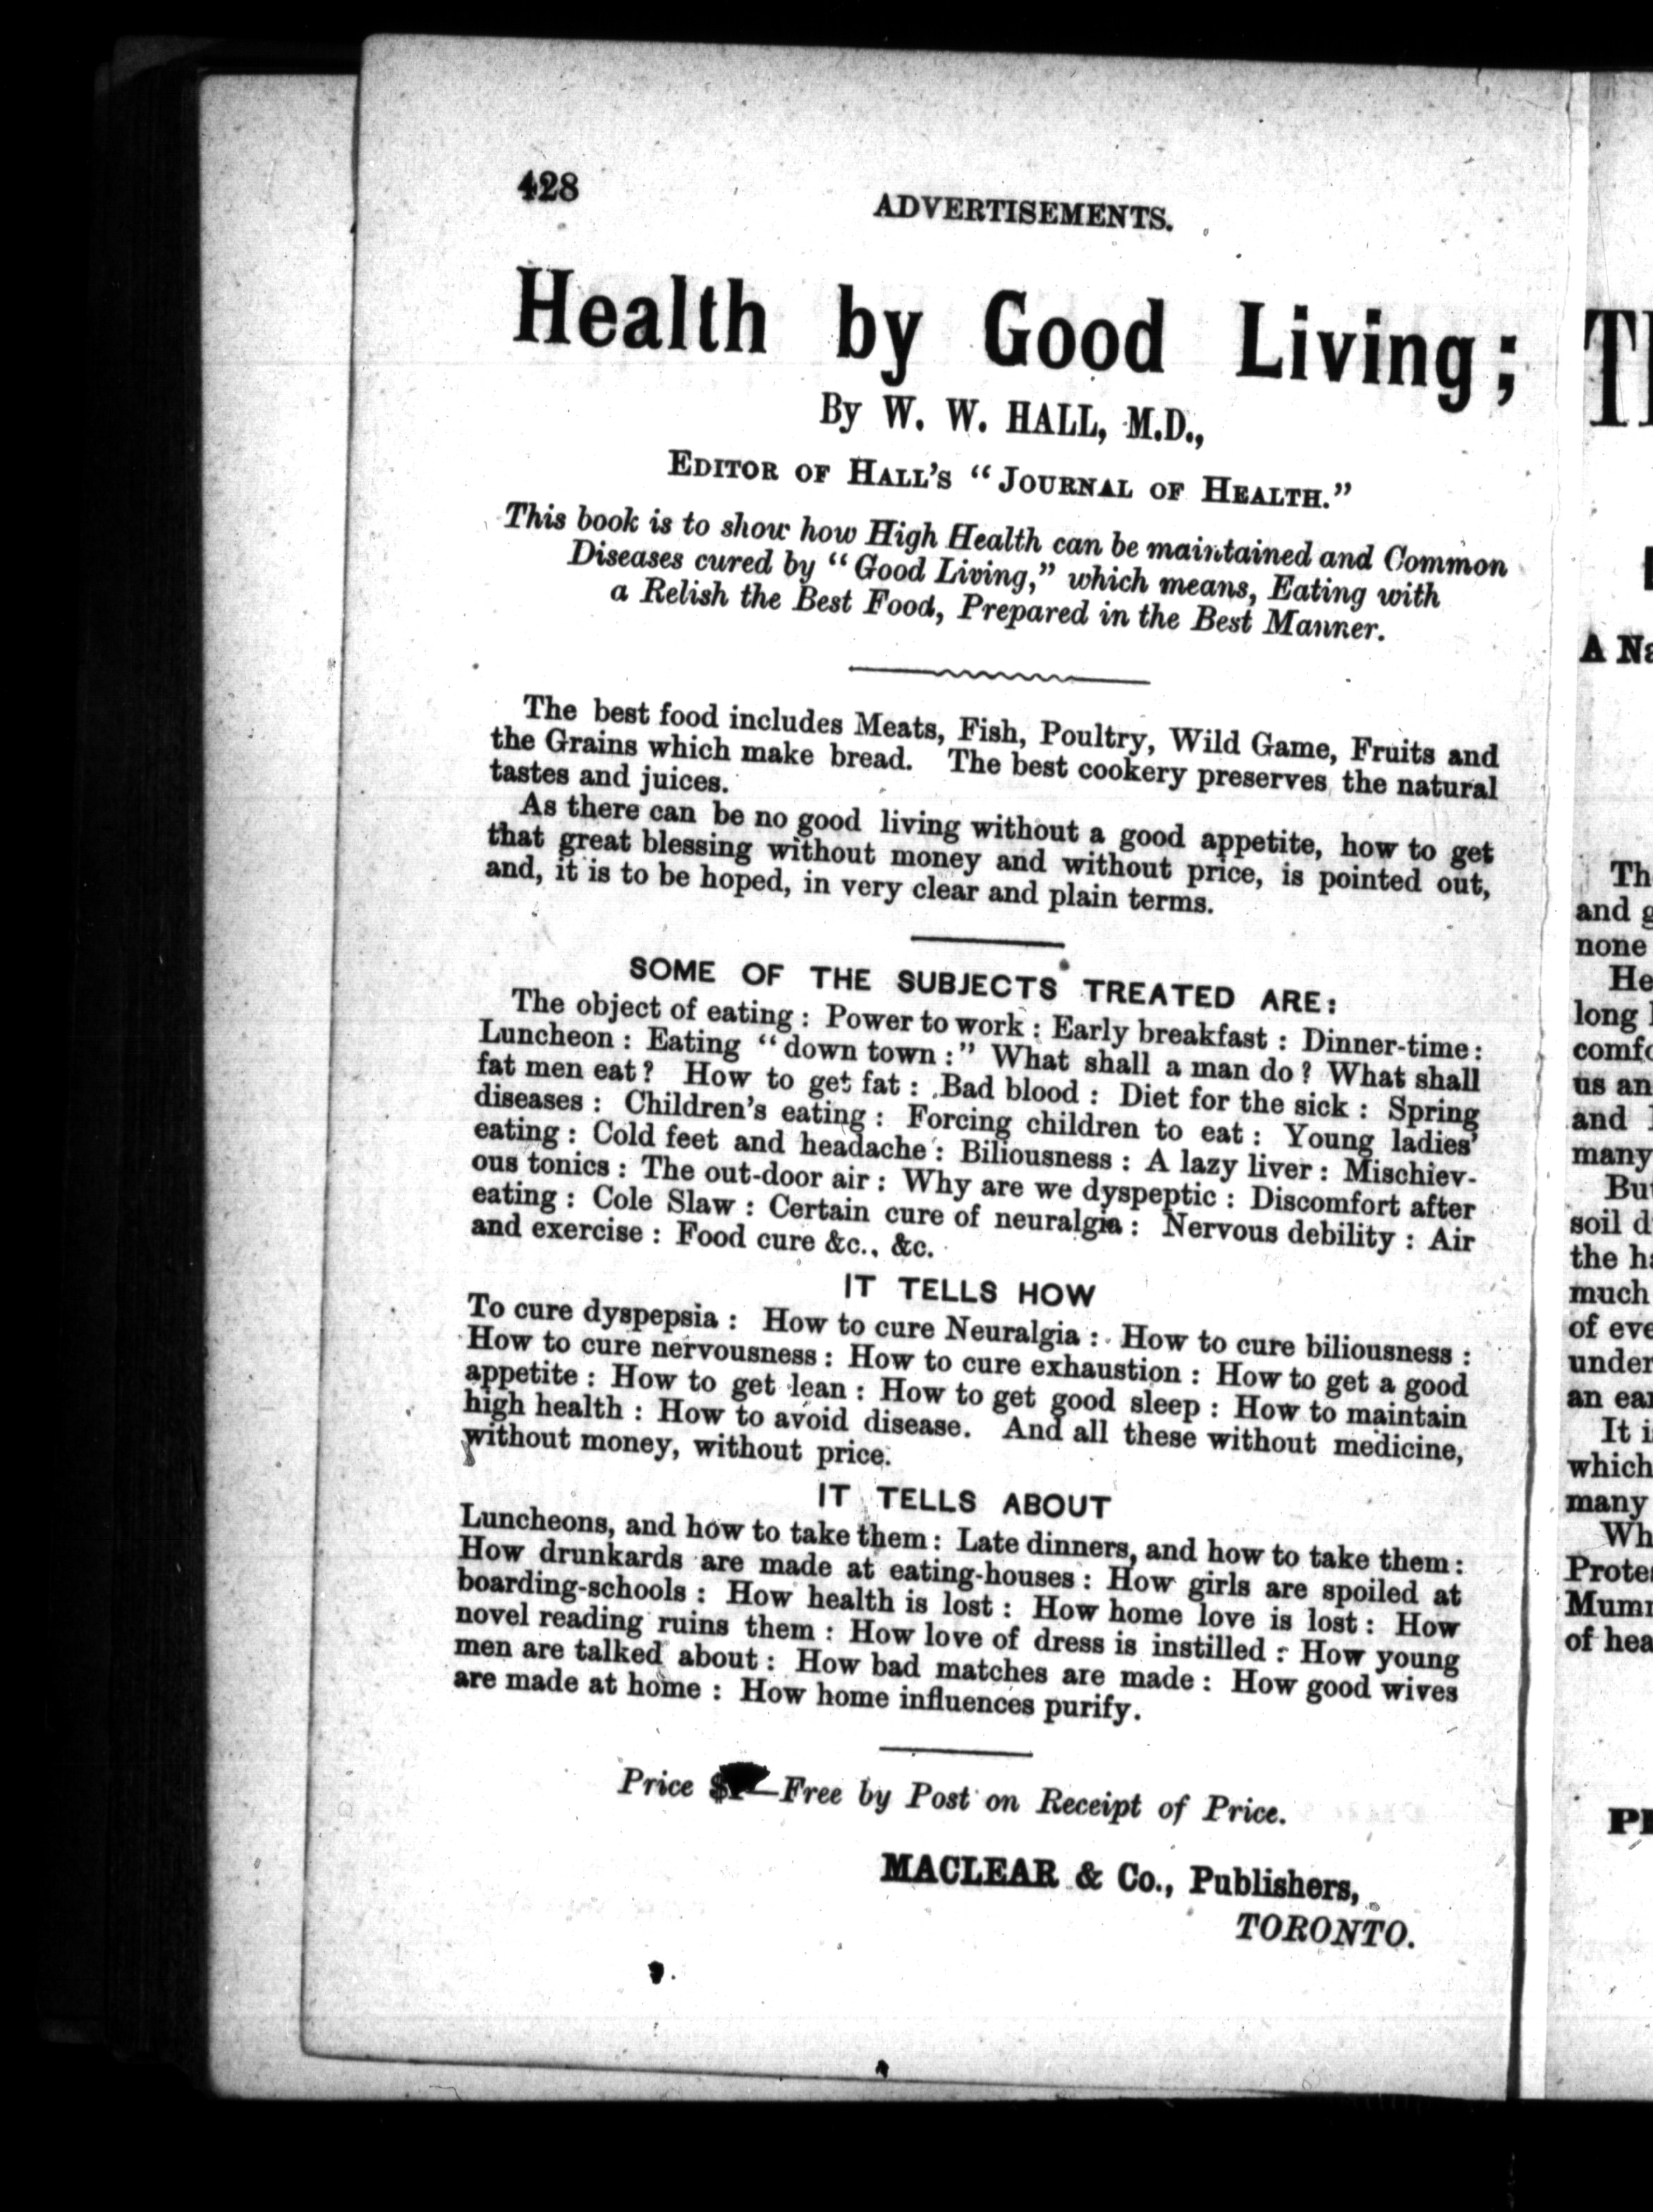 428
ADVERTISEMENTS.
Health by Good Living;
By W. W. HALL, M.D.,
EDITOR OF HALL'S "JOURNAL OF HEALTH."
This book is to show how High Health can be maintained and Common
Diseases cured by "Good Living," which means, Eating with
a Relish the Best Food, Prepared in the Best Manner.
The best food includes Meats, Fish, Poultry, Wild Game, Fruits and
the Grains which make bread. The best cookery preserves the natural
tastes and juices.
As there can be no good living without a good appetite, how to get
that great blessing without money and without price, is pointed out,
and, it is to be hoped, in very clear and plain terms.
SOME OF THE SUBJECTS TREATED ARE:
The object of eating: Power to work: Early breakfast: Dinner-time:
Luncheon: Eating "down town:" What shall a man do? What shall
fat men eat? How to get fat: Bad blood: Diet for the sick: Spring
diseases: Children's eating: Forcing children to eat: Young ladies'
eating: Cold feet and headache: Biliousness: A lazy liver: Mischiev-
ous tonics: The out-door air: Why are we dyspeptic: Discomfort after
eating: Cole Slaw: Certain cure of neuralgia: Nervous debility: Air
and exercise: Food cure &c., &c.
IT TELLS HOW
To cure dyspepsia: How to cure Neuralgia: How to cure biliousness:
How to cure nervousness: How to cure exhaustion: How to get a good
appetite: How to get lean: How to get good sleep: How to maintain
high health: How to avoid disease. And all these without medicine,
without money, without price.
IT TELLS ABOUT
Luncheons, and how to take them: Late dinners, and how to take them:
How drunkards are made at eating-houses: How girls are spoiled at
boarding-schools: How health is lost: How home love is lost: How
novel reading ruins them: How love of dress is instilled: How young
men are talked about: How bad matches are made: How good wives
are made at home: How home influences purify.
Price —Free by Post on Receipt of Price.
MACLEAR & Co., Publishers,
TORONTO.
A
and
none
long
us an
and
many
soil d
the
much
of
under
an
It
which
many
of